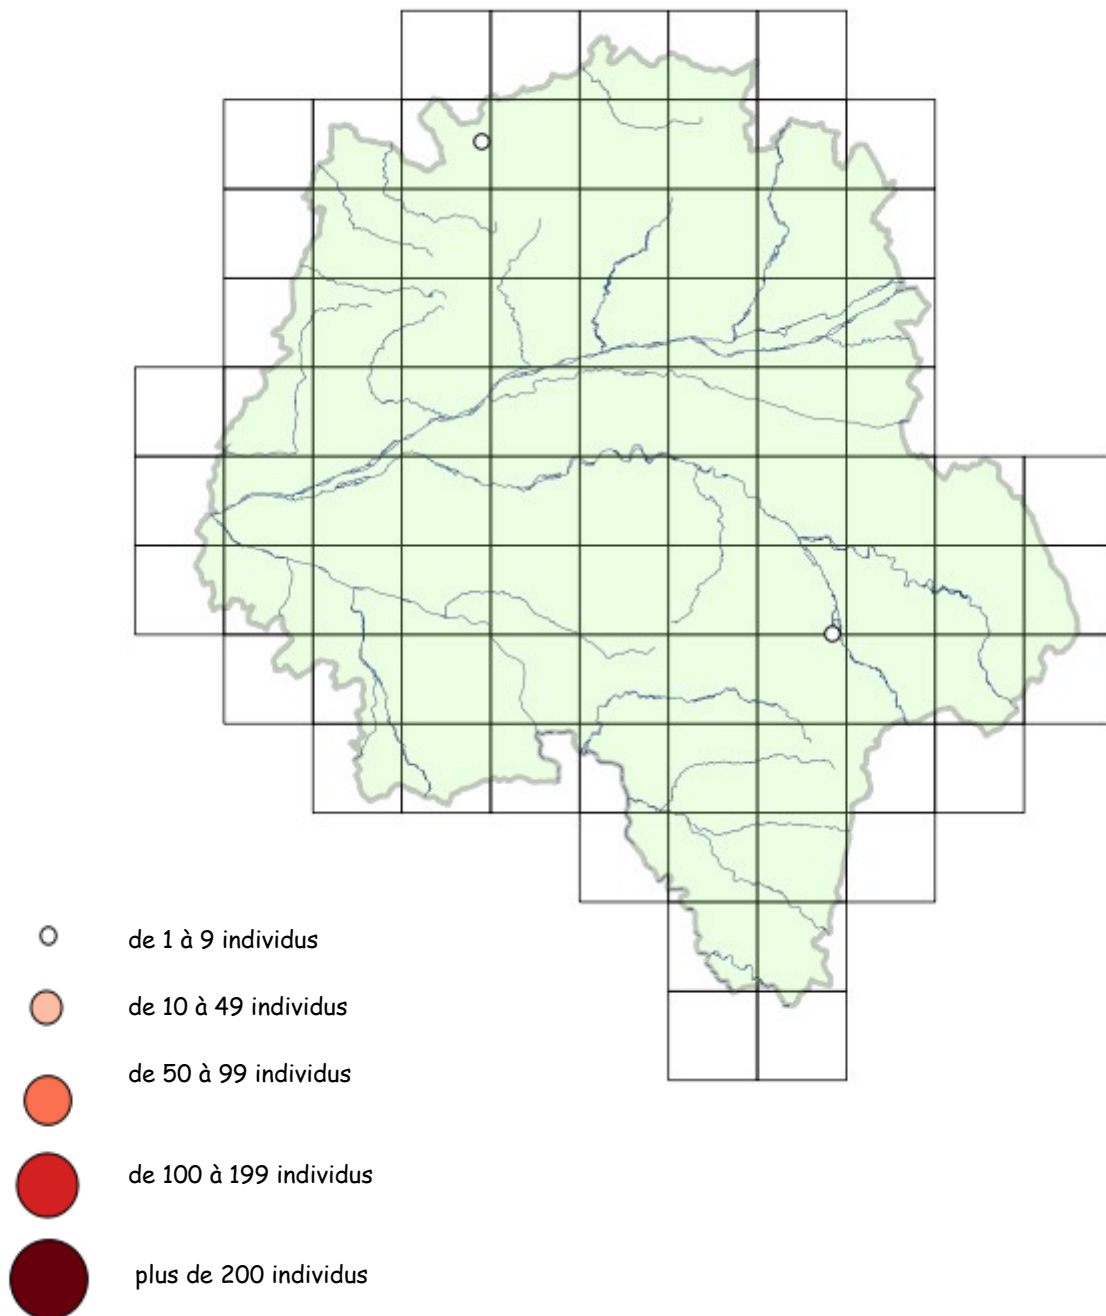 de 1 à 9 individus
de 10 à 49 individus
de 50 à 99 individus
de 100 à 199 individus
plus de 200 individus